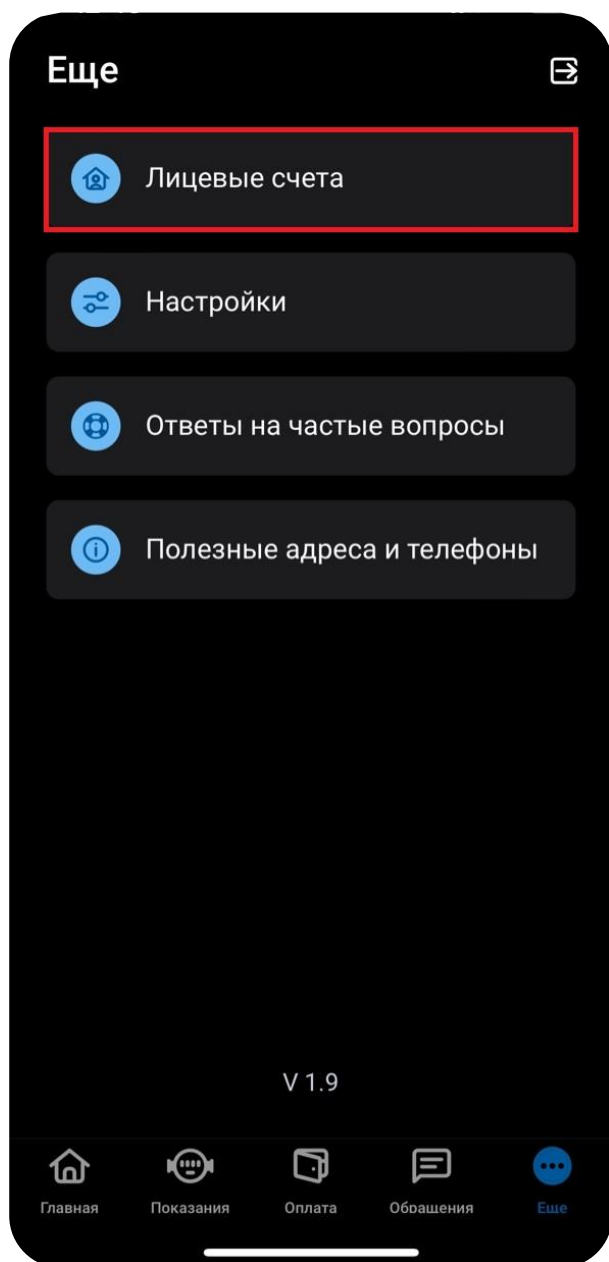 Еще
Лицевые счета
Настройки
Ответы на частые вопросы
Полезные адреса и телефоны
V 1.9
Главная
Показания
Оплата
Обращения
Еще